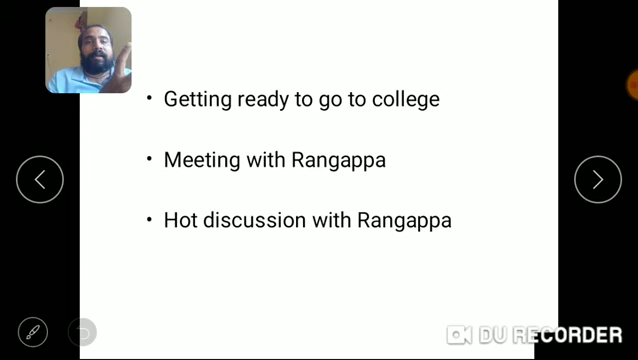 • Getting ready to go to college
• Meeting with Rangappa
• Hot discussion with Rangappa
DU RECORDER